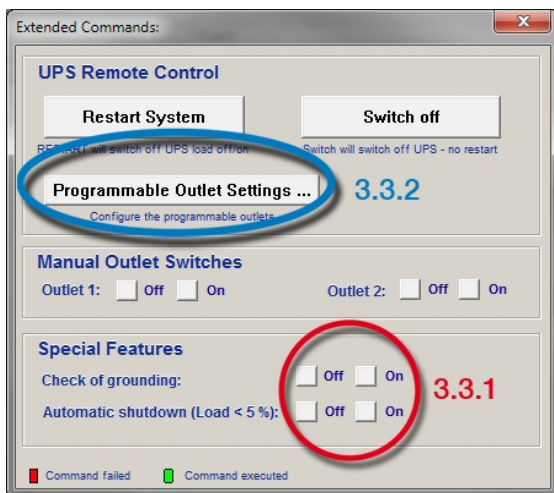 Extended Commands:
x
UPS Remote Control
Restart System Switch off
RESTART will switch off UPS load off/on Switch will switch off UPS - no restart
Programmable Outlet Settings ... 3.3.2
Configure the programmable outlets
Manual Outlet Switches
Outlet 1: Off On Outlet 2: Off On
Special Features
Check of grounding: Off On
3.3.1
Automatic shutdown (Load < 5 %): Off On
Command failed Command executed